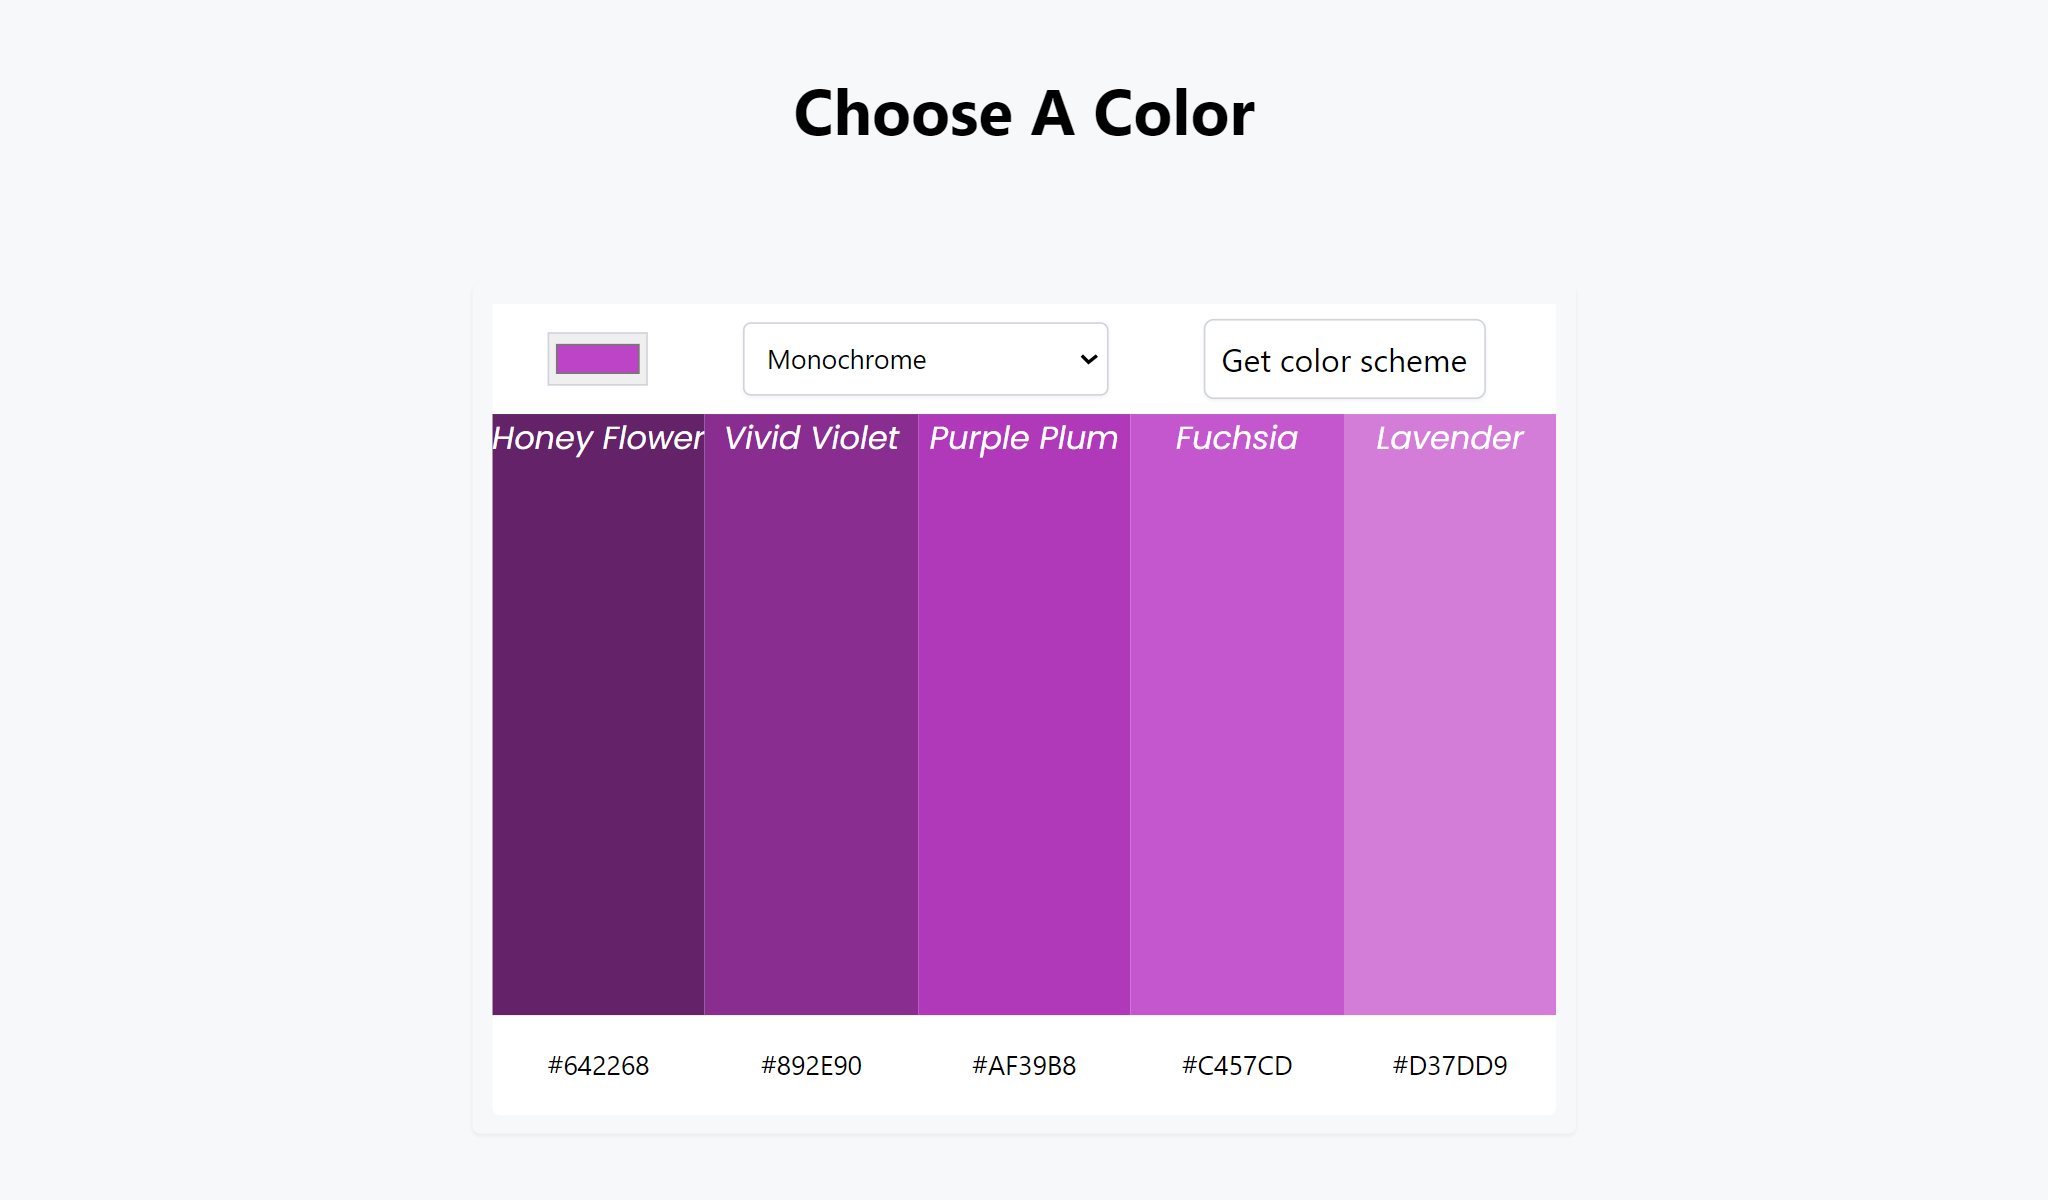 Choose A Color
Monochrome
Get color scheme
Honey Flower
Vivid Violet
Purple Plum
Fuchsia
Lavender
#642268
#892E90
#AF39B8
#C457CD
#D37DD9